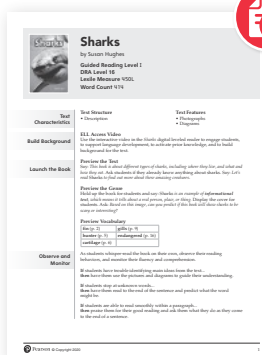 Sharks
Sharks
by Susan Hughes
Guided Reading Level I
DRA Level 16
Lexile Measure 450L
Word Count 474
Text
Characteristics
Text Structure
• Description
Text Features
• Photographs
• Diagrams
Build Background
ELL Access Video
Use the interactive video in the Sharks digital leveled reader to engage students,
to support language development, to activate prior knowledge, and to build
background for the text.
Launch the Book
Preview the Text
Say: This book is about different types of sharks, including where they live, and what and
how they eat. Ask students if they already know anything about sharks. Say: Let's
read Sharks to find out more about these amazing creatures.
Preview the Genre
Hold up the book for students and say: Sharks is an example of informational
text, which means it tells about a real person, place, or thing. Display the cover for
students. Ask: Based on this image, can you predict if this book will show sharks to be
scary or interesting?
Preview Vocabulary
fin (p. 2) gills (p. 9)
hunter (p. 5) endangered (p. 16)
cartilage (p. 6)
Observe and
Monitor
As students whisper read the book on their own, observe their reading
behaviors, and monitor their fluency and comprehension.
If students have trouble identifying main ideas from the text...
then have them use the pictures and diagrams to guide their understanding.
If students stop at unknown words...
then have them read to the end of the sentence and predict what the word
might be.
If students are able to read smoothly within a paragraph...
then praise them for their good reading and ask them what they do as they come
to the end of a sentence.
Pearson © Copyright 2020
1